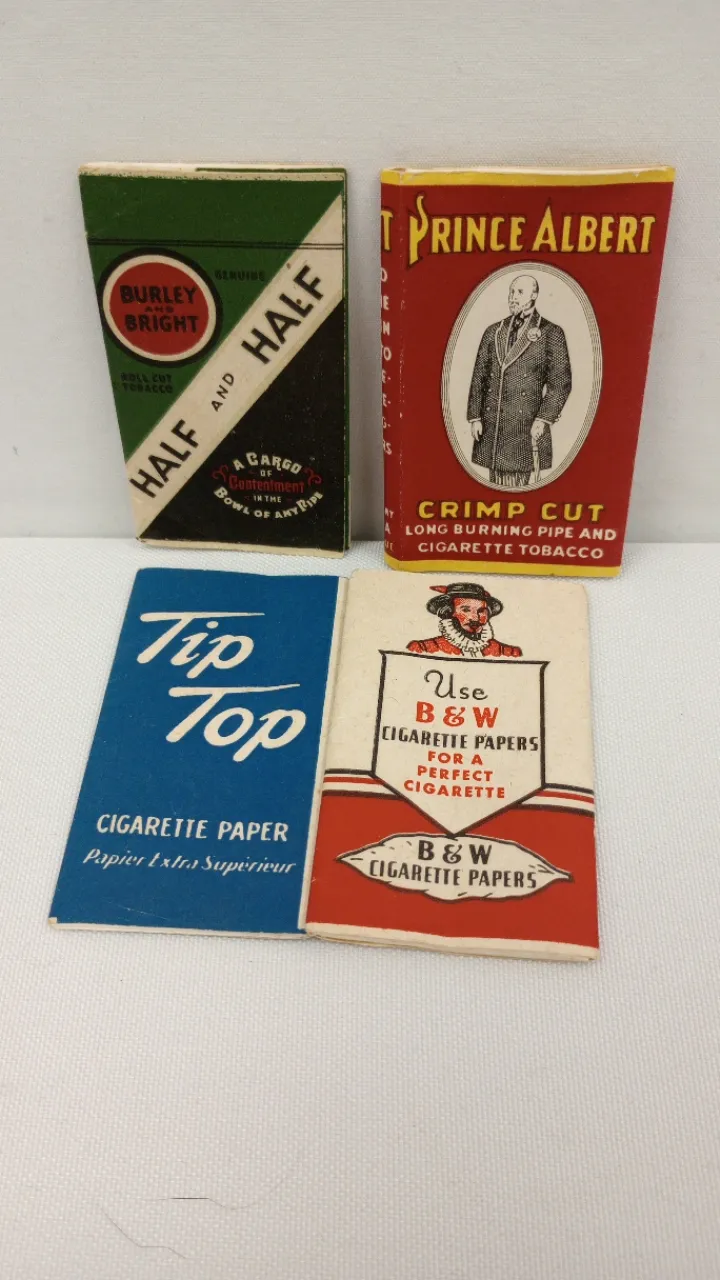 BURLEY
AND
BRIGHT
GENUINE
ROLL CUT
TOBACCO
HALF AND HALF
A CARGO
OF
Contentment
IN THE
BOWL OF ANY PIPE
PRINCE ALBERT
CRIMP CUT
LONG BURNING PIPE AND
CIGARETTE TOBACCO
Tip
Top
CIGARETTE PAPER
Papier Extra Supérieur
Use
B & W
CIGARETTE PAPERS
FOR A
PERFECT
CIGARETTE
B & W
CIGARETTE PAPERS